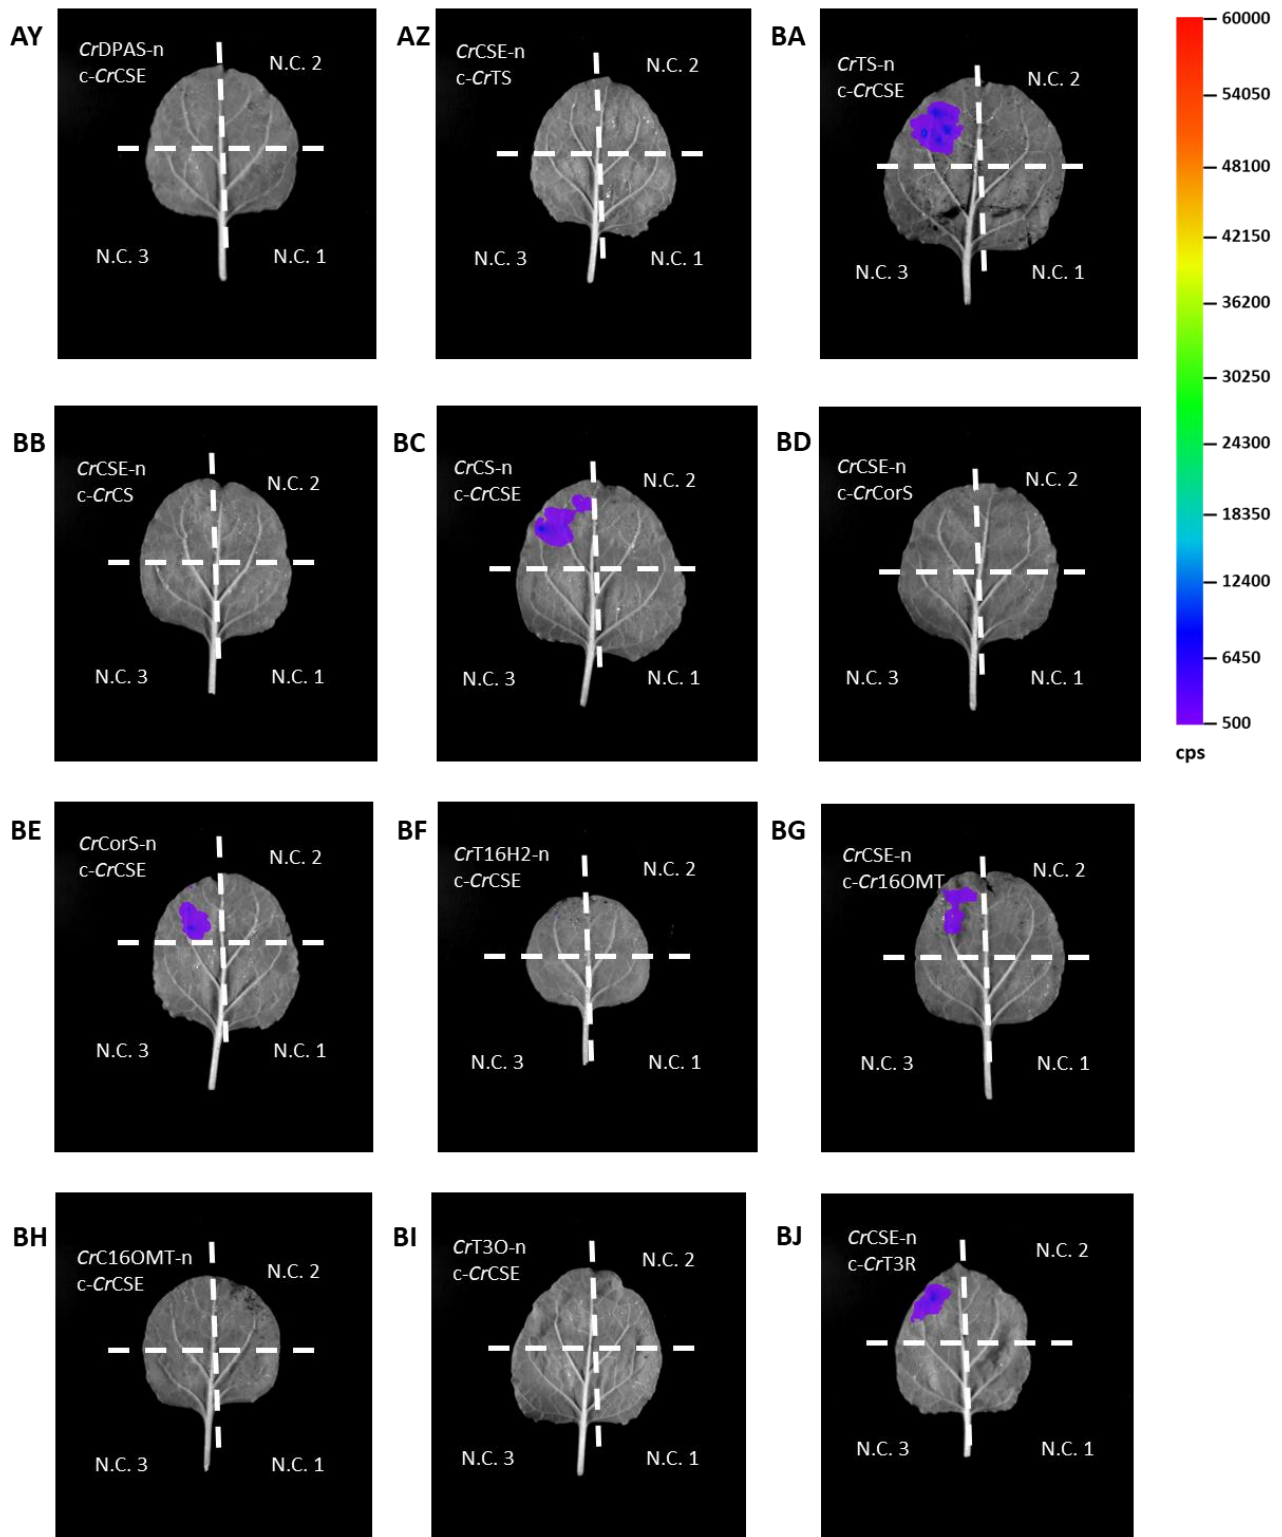 AY
CrDPAS-n
c-CrCSE
N.C. 2
N.C. 3
N.C. 1
AZ
CrCSE-n
c-CrTS
N.C. 2
N.C. 3
N.C. 1
BA
CrTS-n
c-CrCSE
N.C. 2
N.C. 3
N.C. 1
60000
54050
48100
42150
36200
30250
24300
18350
12400
6450
500
cps
BB
CrCSE-n
c-CrCS
N.C. 2
N.C. 3
N.C. 1
BC
CrCS-n
c-CrCSE
N.C. 2
N.C. 3
N.C. 1
BD
CrCSE-n
c-CrCorS
N.C. 2
N.C. 3
N.C. 1
BE
CrCorS-n
c-CrCSE
N.C. 2
N.C. 3
N.C. 1
BF
CrT16H2-n
c-CrCSE
N.C. 2
N.C. 3
N.C. 1
BG
CrCSE-n
c-Cr16OMT
N.C. 2
N.C. 3
N.C. 1
BH
CrC16OMT-n
c-CrCSE
N.C. 2
N.C. 3
N.C. 1
BI
CrT3O-n
c-CrCSE
N.C. 2
N.C. 3
N.C. 1
BJ
CrCSE-n
c-CrT3R
N.C. 2
N.C. 3
N.C. 1